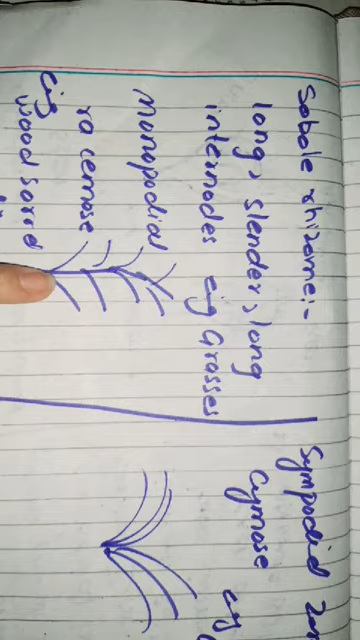 Sobole rhizome:-
long, slender, long
internodes eg Grasses
Monopodial
racemose
eg
wood sorrel
Sympodial
Cymose eg